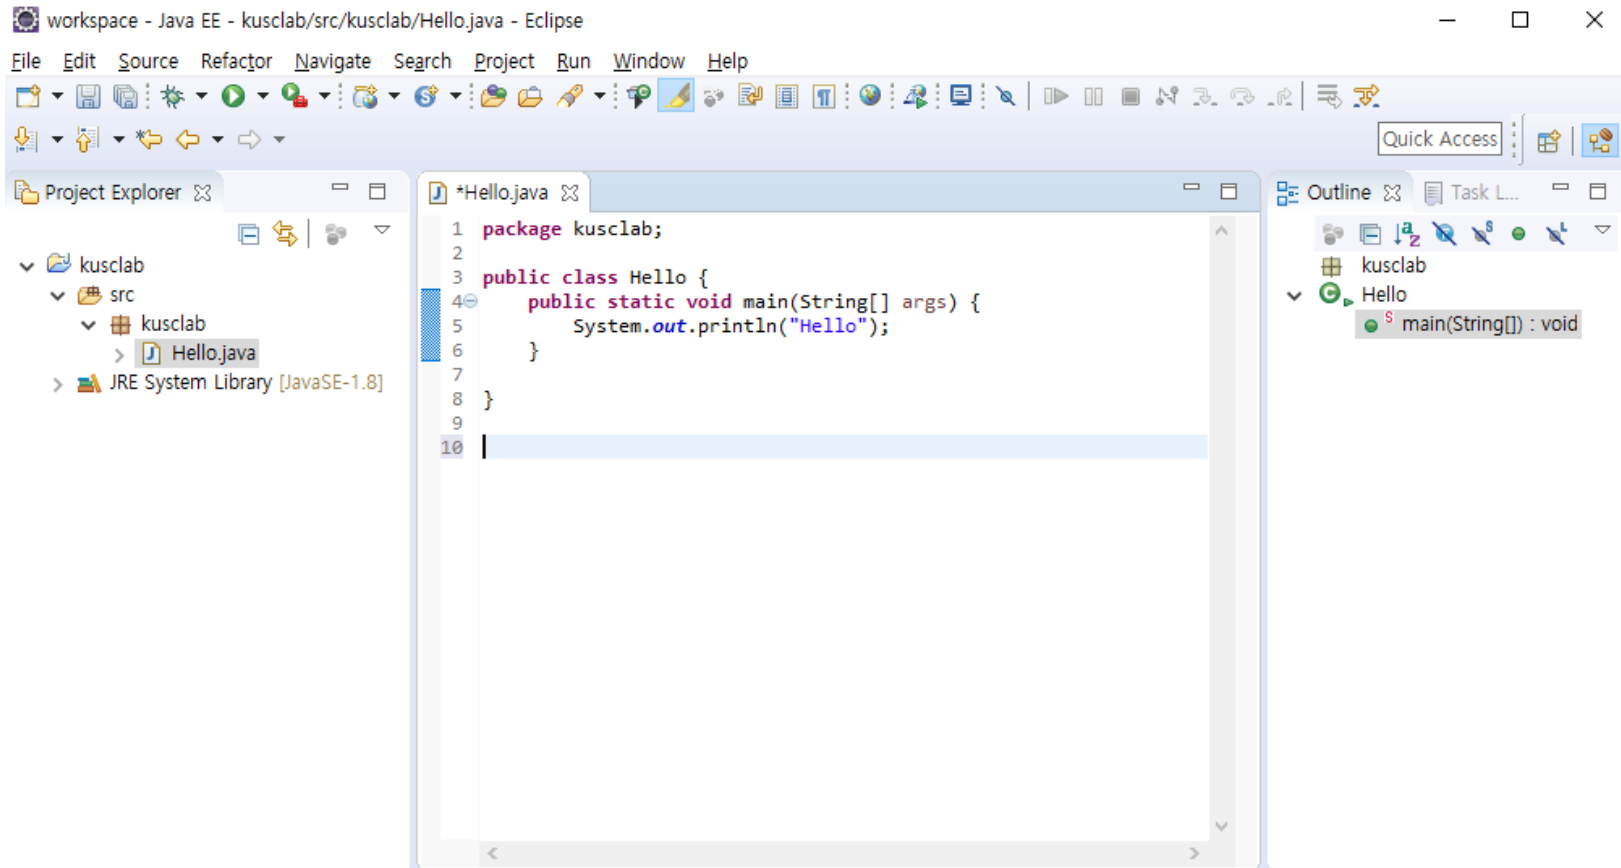 workspace - Java EE - kusclab/src/kusclab/Hello.java - Eclipse
File Edit Source Refactor Navigate Search Project Run Window Help
Quick Access
Project Explorer
kusclab
src
kusclab
Hello.java
JRE System Library [JavaSE-1.8]
*Hello.java
1 package kusclab;
2
3 public class Hello {
4 public static void main(String[] args) {
5 System.out.println("Hello");
6 }
7
8 }
9
10
Outline Task L...
kusclab
Hello
main(String[]) : void